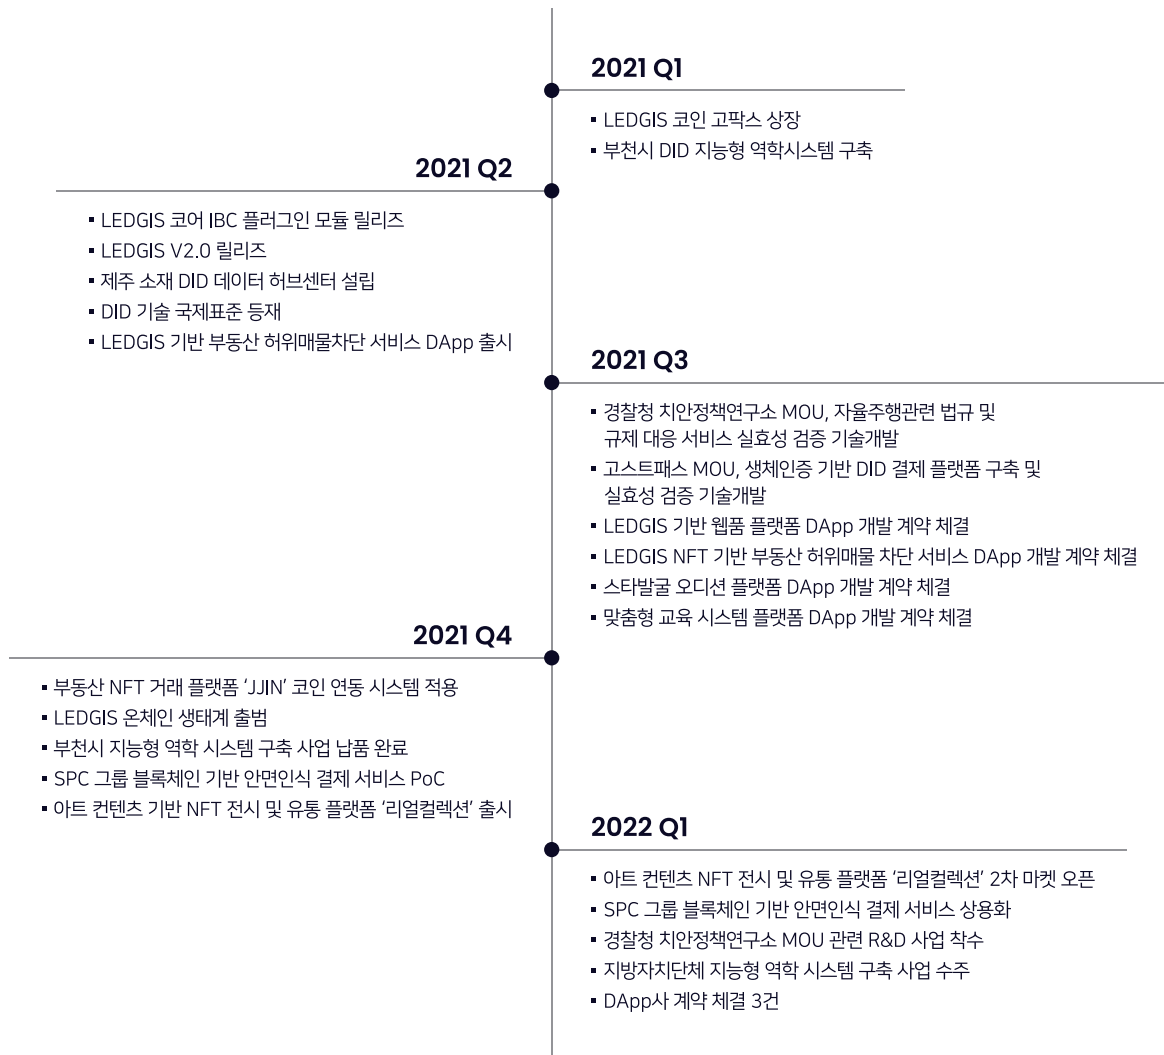 2021 Q1
▪ LEDGIS 코인 고팍스 상장
▪ 부천시 DID 지능형 역학시스템 구축
2021 Q2
▪ LEDGIS 코어 IBC 플러그인 모듈 릴리즈
▪ LEDGIS V2.0 릴리즈
▪ 제주 소재 DID 데이터 허브센터 설립
▪ DID 기술 국제표준 등재
▪ LEDGIS 기반 부동산 허위매물차단 서비스 DApp 출시
2021 Q3
▪ 경찰청 치안정책연구소 MOU, 자율주행관련 법규 및
규제 대응 서비스 실효성 검증 기술개발
▪ 고스트패스 MOU, 생체인증 기반 DID 결제 플랫폼 구축 및
실효성 검증 기술개발
▪ LEDGIS 기반 웹품 플랫폼 DApp 개발 계약 체결
▪ LEDGIS NFT 기반 부동산 허위매물 차단 서비스 DApp 개발 계약 체결
▪ 스타발굴 오디션 플랫폼 DApp 개발 계약 체결
▪ 맞춤형 교육 시스템 플랫폼 DApp 개발 계약 체결
2021 Q4
▪ 부동산 NFT 거래 플랫폼 ‘JJIN’ 코인 연동 시스템 적용
▪ LEDGIS 온체인 생태계 출범
▪ 부천시 지능형 역학 시스템 구축 사업 납품 완료
▪ SPC 그룹 블록체인 기반 안면인식 결제 서비스 PoC
▪ 아트 컨텐츠 기반 NFT 전시 및 유통 플랫폼 ‘리얼컬렉션’ 출시
2022 Q1
▪ 아트 컨텐츠 NFT 전시 및 유통 플랫폼 ‘리얼컬렉션’ 2차 마켓 오픈
▪ SPC 그룹 블록체인 기반 안면인식 결제 서비스 상용화
▪ 경찰청 치안정책연구소 MOU 관련 R&D 사업 착수
▪ 지방자치단체 지능형 역학 시스템 구축 사업 수주
▪ DApp사 계약 체결 3건